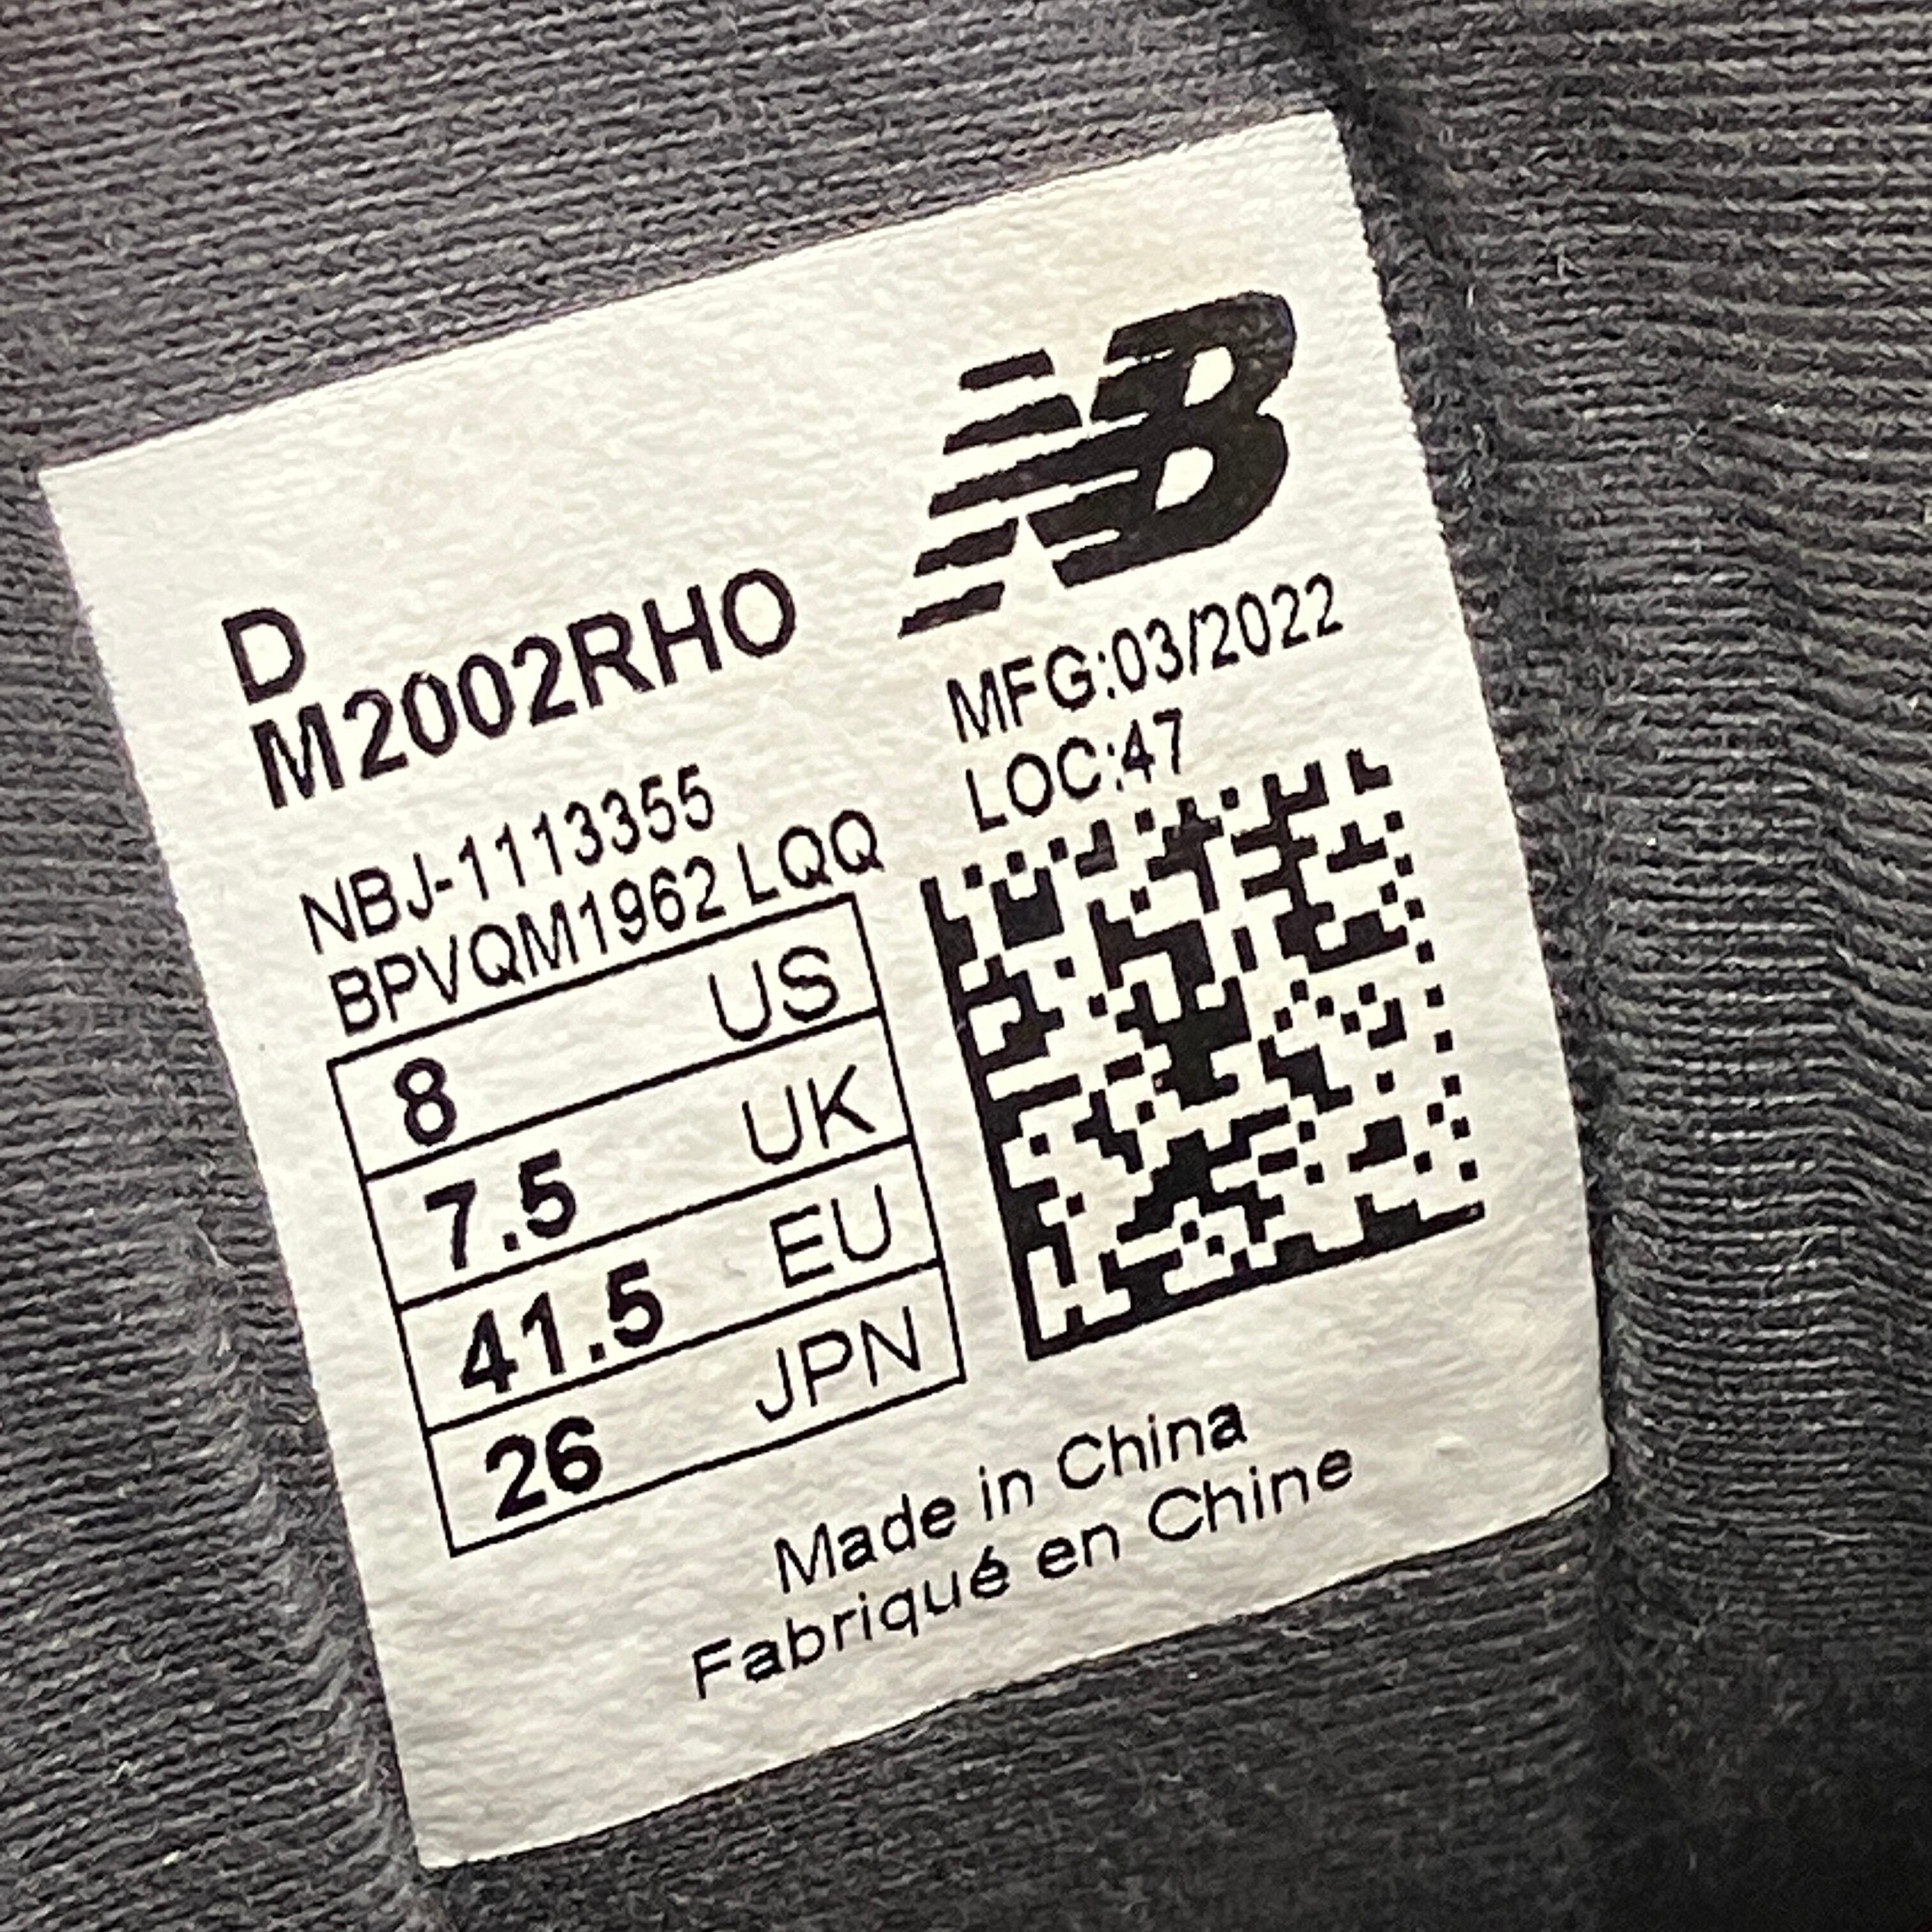 NB
D
M2002RHO
MFG:03/2022
LOC:47
NBJ-1113355
BPVQM1962 LQQ
8 US
7.5 UK
41.5 EU
26 JPN
Made in China
Fabriqué en Chine